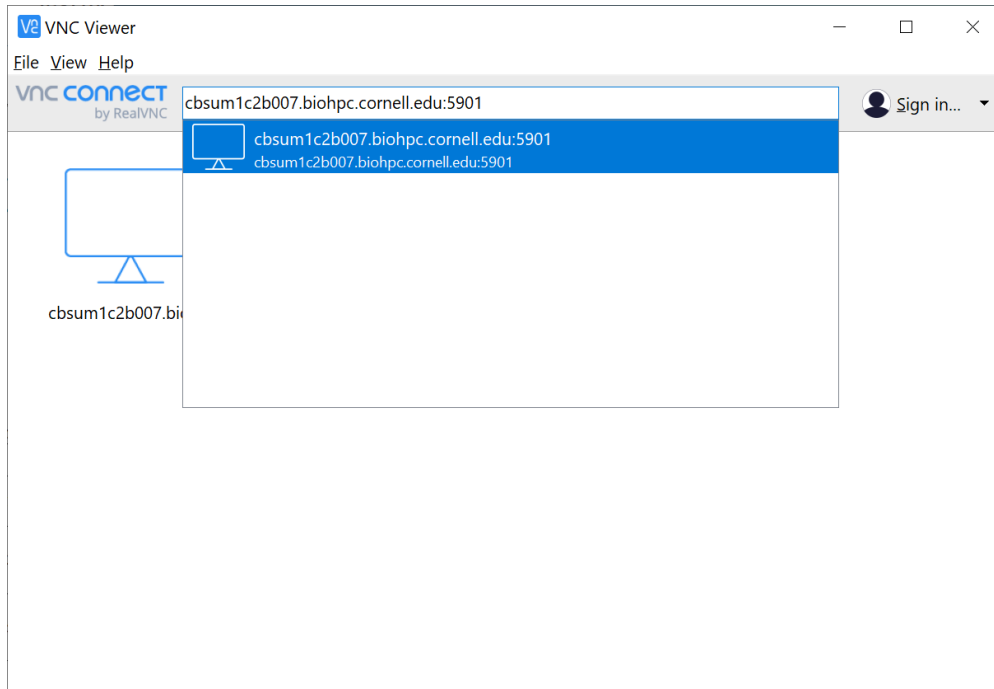 VNC Viewer
File View Help
vnc connect
by RealVNC
cbsum1c2b007.biohpc.cornell.edu:5901
Sign in...
cbsum1c2b007.biohpc.cornell.edu:5901
cbsum1c2b007.biohpc.cornell.edu:5901
cbsum1c2b007.bi